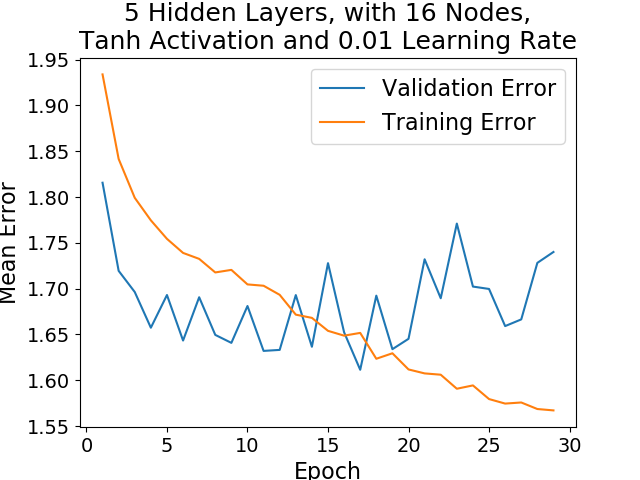 5 Hidden Layers, with 16 Nodes,
Tanh Activation and 0.01 Learning Rate
Validation Error
Training Error
Mean Error
1.95
1.90
1.85
1.80
1.75
1.70
1.65
1.60
1.55
0 5 10 15 20 25 30
Epoch